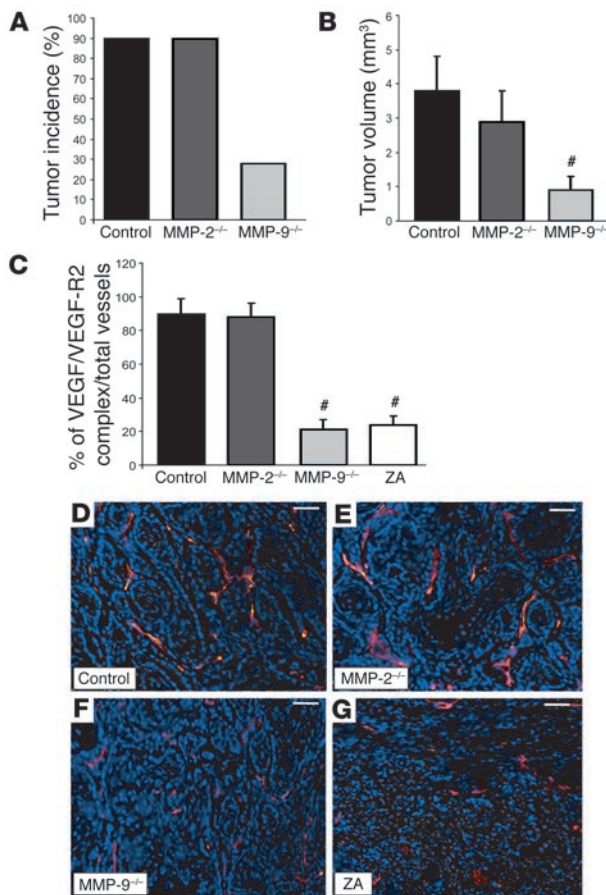 A
Tumor incidence (%)
90
80
70
60
50
40
30
20
10
0
Control MMP-2⁻/⁻ MMP-9⁻/⁻
B
Tumor volume (mm³)
6
5
4
3
2
1
0
#
Control MMP-2⁻/⁻ MMP-9⁻/⁻
C
% of VEGF/VEGF-R2
complex/total vessels
120
100
80
60
40
20
0
# #
Control MMP-2⁻/⁻ MMP-9⁻/⁻ ZA
D
Control
E
MMP-2⁻/⁻
F
MMP-9⁻/⁻
G
ZA